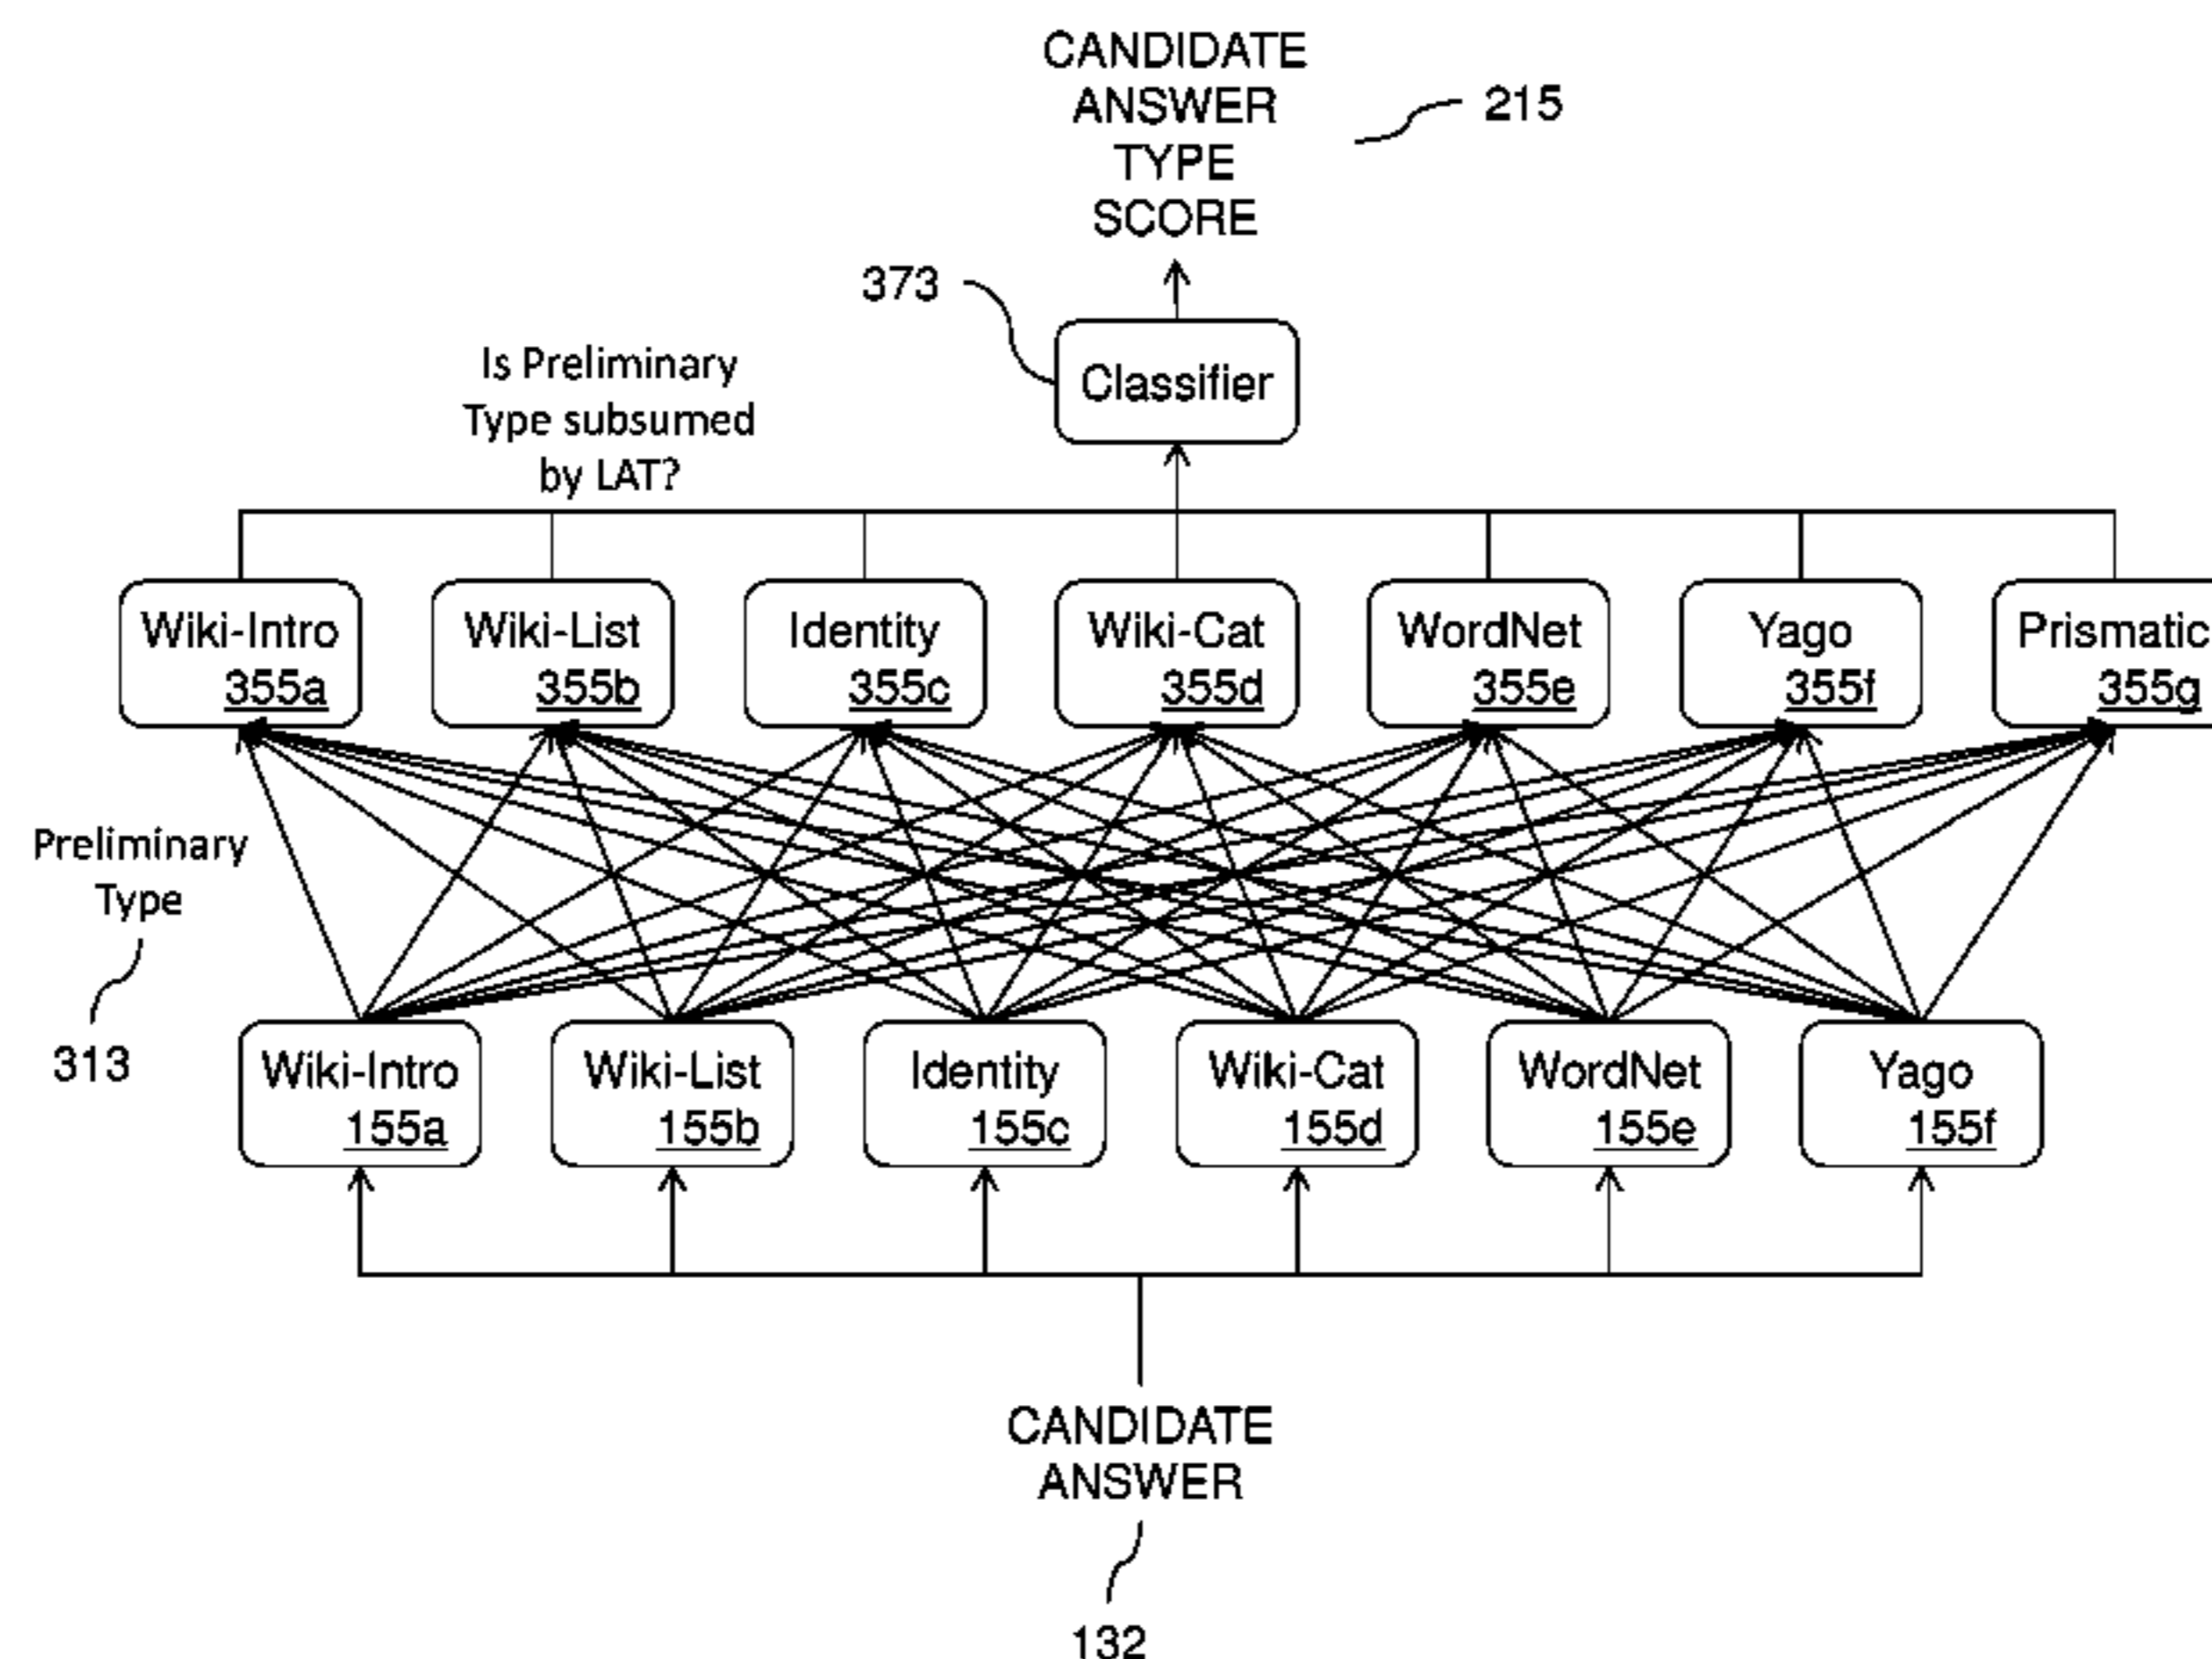 CANDIDATE
ANSWER
TYPE
SCORE
215
373
Classifier
Is Preliminary
Type subsumed
by LAT?
Wiki-Intro
355a
Wiki-List
355b
Identity
355c
Wiki-Cat
355d
WordNet
355e
Yago
355f
Prismatic
355g
Preliminary
Type
313
Wiki-Intro
155a
Wiki-List
155b
Identity
155c
Wiki-Cat
155d
WordNet
155e
Yago
155f
CANDIDATE
ANSWER
132